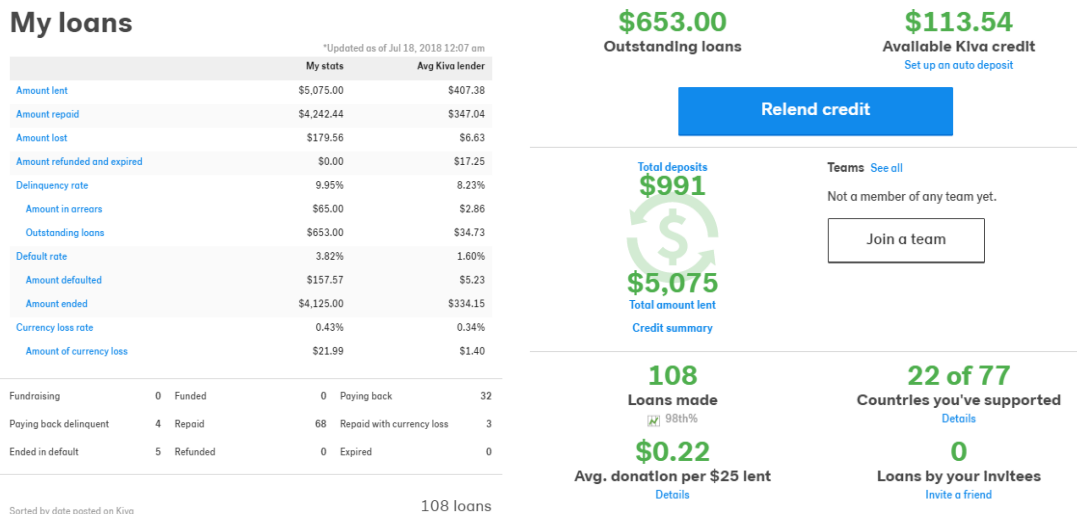 My loans
*Updated as of Jul 18, 2018 12:07 am
My stats Avg Kiva lender
Amount lent $5,075.00 $407.38
Amount repaid $4,242.44 $347.04
Amount lost $179.56 $6.63
Amount refunded and expired $0.00 $17.25
Delinquency rate 9.95% 8.23%
Amount in arrears $65.00 $2.86
Outstanding loans $653.00 $34.73
Default rate 3.82% 1.60%
Amount defaulted $157.57 $5.23
Amount ended $4,125.00 $334.15
Currency loss rate 0.43% 0.34%
Amount of currency loss $21.99 $1.40
Fundraising 0 Funded 0 Paying back 32
Paying back delinquent 4 Repaid 68 Repaid with currency loss 3
Ended in default 5 Refunded 0 Expired 0
Sorted by date posted on Kiva 108 loans
$653.00 $113.54
Outstanding loans Available Kiva credit
Set up an auto deposit
Relend credit
Total deposits
$991
$
$5,075
Total amount lent
Credit summary
Teams See all
Not a member of any team yet.
Join a team
108 22 of 77
Loans made Countries you've supported
98th% Details
$0.22 0
Avg. donation per $25 lent Loans by your invitees
Details Invite a friend